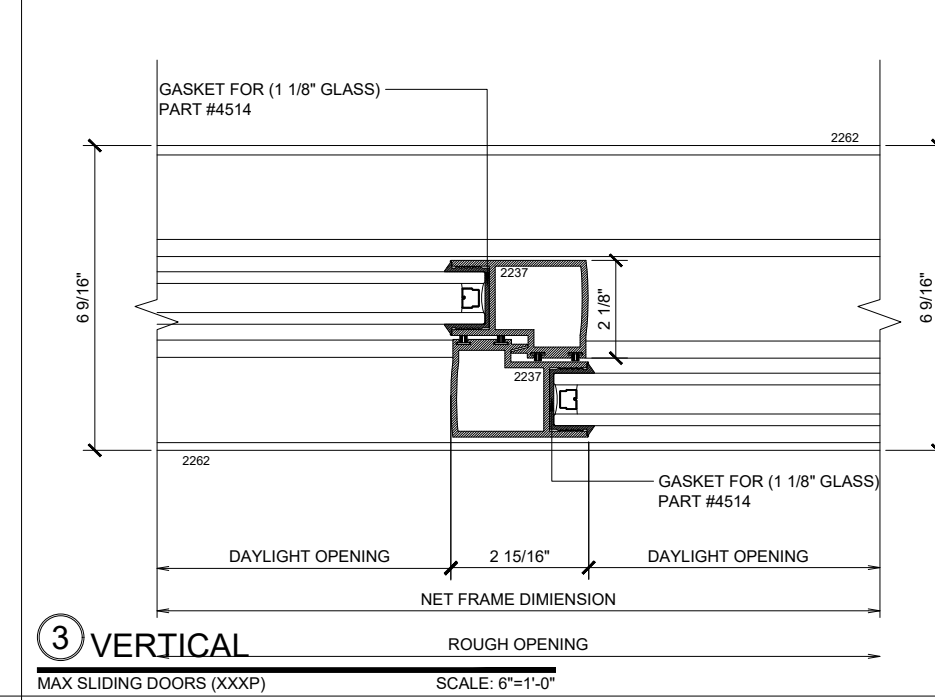 GASKET FOR (1 1/8" GLASS)
PART #4514
2262
6 9/16"
2237
2 1/8"
6 9/16"
2237
2262
GASKET FOR (1 1/8" GLASS)
PART #4514
DAYLIGHT OPENING
2 15/16"
DAYLIGHT OPENING
NET FRAME DIMIENSION
3 VERTICAL
ROUGH OPENING
MAX SLIDING DOORS (XXXP)
SCALE: 6"=1'-0"